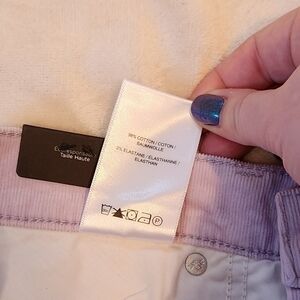 Taille Haute
98% COTTON / COTON /
BAUMWOLLE
2% ELASTANE / ELASTHANNE /
ELASTHAN
P